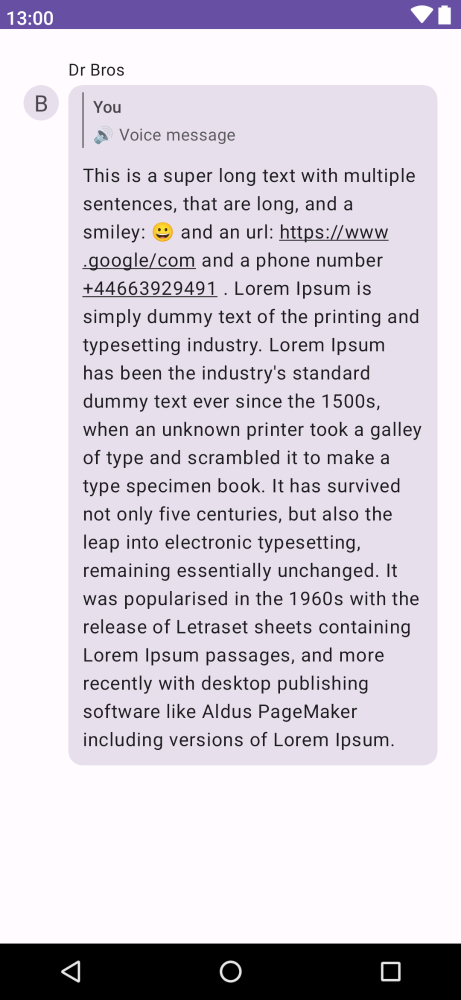 13:00
Dr Bros
B
You
🔊 Voice message
This is a super long text with multiple
sentences, that are long, and a
smiley: 😀 and an url: https://www
.google/com and a phone number
+44663929491 . Lorem Ipsum is
simply dummy text of the printing and
typesetting industry. Lorem Ipsum
has been the industry's standard
dummy text ever since the 1500s,
when an unknown printer took a galley
of type and scrambled it to make a
type specimen book. It has survived
not only five centuries, but also the
leap into electronic typesetting,
remaining essentially unchanged. It
was popularised in the 1960s with the
release of Letraset sheets containing
Lorem Ipsum passages, and more
recently with desktop publishing
software like Aldus PageMaker
including versions of Lorem Ipsum.